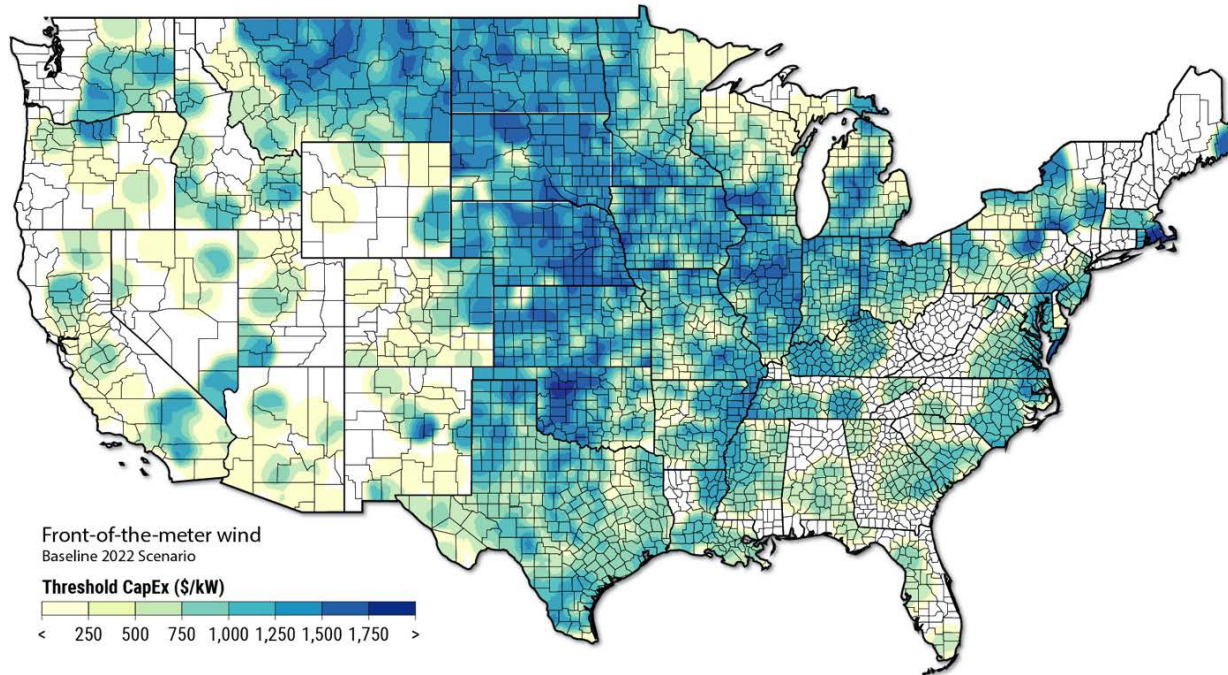 Front-of-the-meter wind
Baseline 2022 Scenario
Threshold CapEx ($/kW)
< 250 500 750 1,000 1,250 1,500 1,750 >